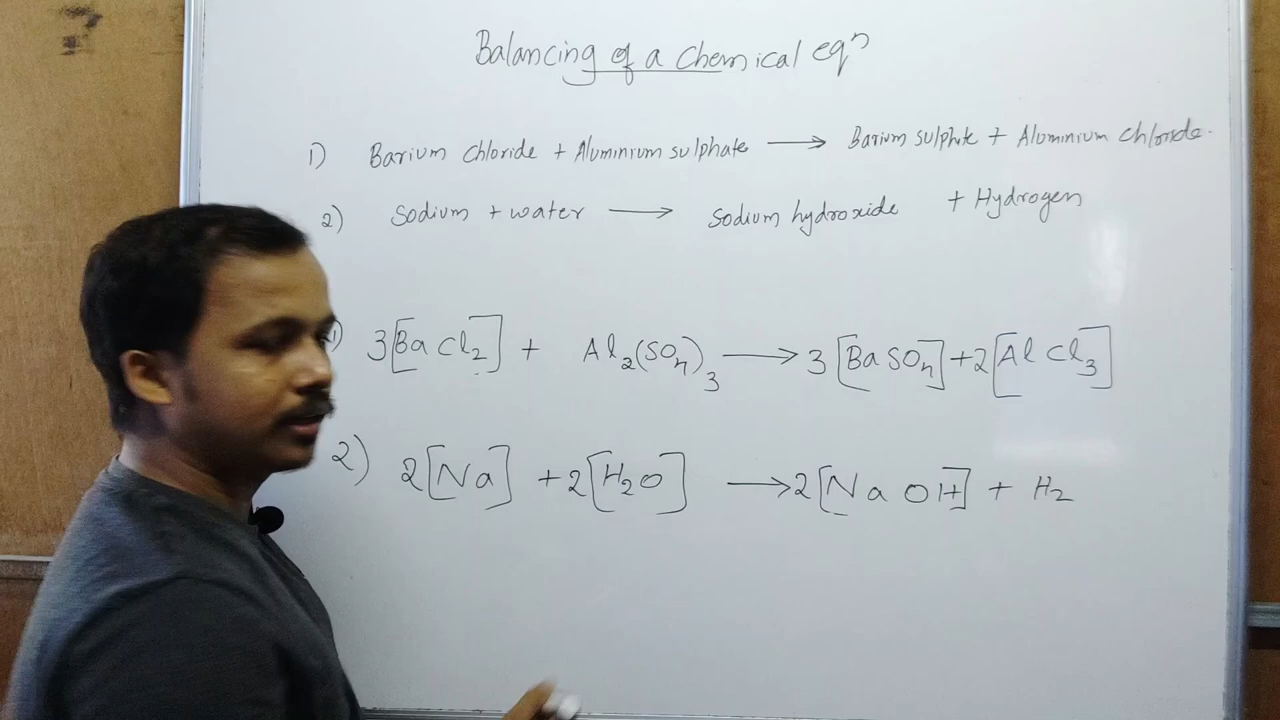 Balancing of a Chemical eqn
1) Barium chloride + Aluminium sulphate → Barium sulphate + Aluminium chloride.
2) Sodium + water → Sodium hydroxide + Hydrogen
1) 3[BaCl₂] + Al₂(SO₄)₃ → 3[BaSO₄] + 2[AlCl₃]
2) 2[Na] + 2[H₂O] → 2[NaOH] + H₂